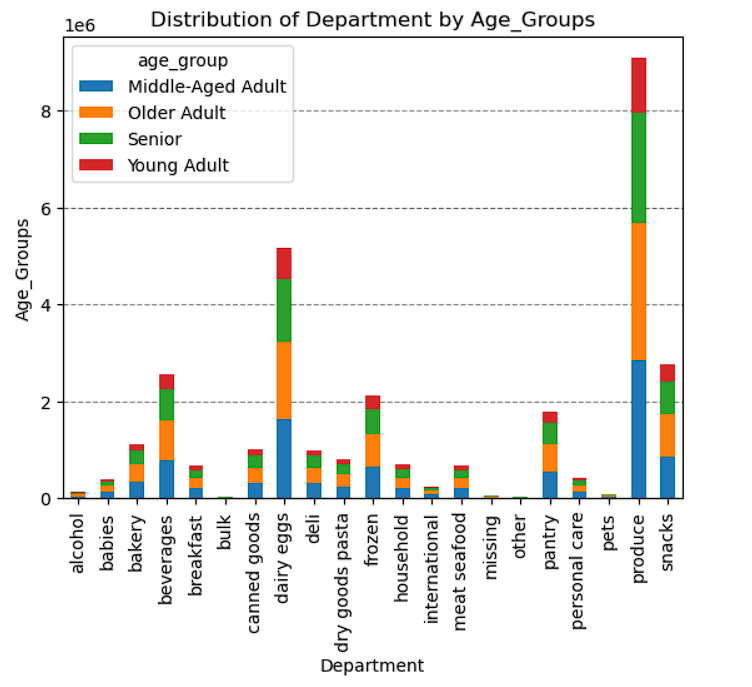 Distribution of Department by Age_Groups
1e6
age_group
Middle-Aged Adult
Older Adult
Senior
Young Adult
8
6
4
2
0
Age_Groups
alcohol
babies
bakery
beverages
breakfast
bulk
canned goods
dairy eggs
deli
dry goods pasta
frozen
household
international
meat seafood
missing
other
pantry
personal care
pets
produce
snacks
Department